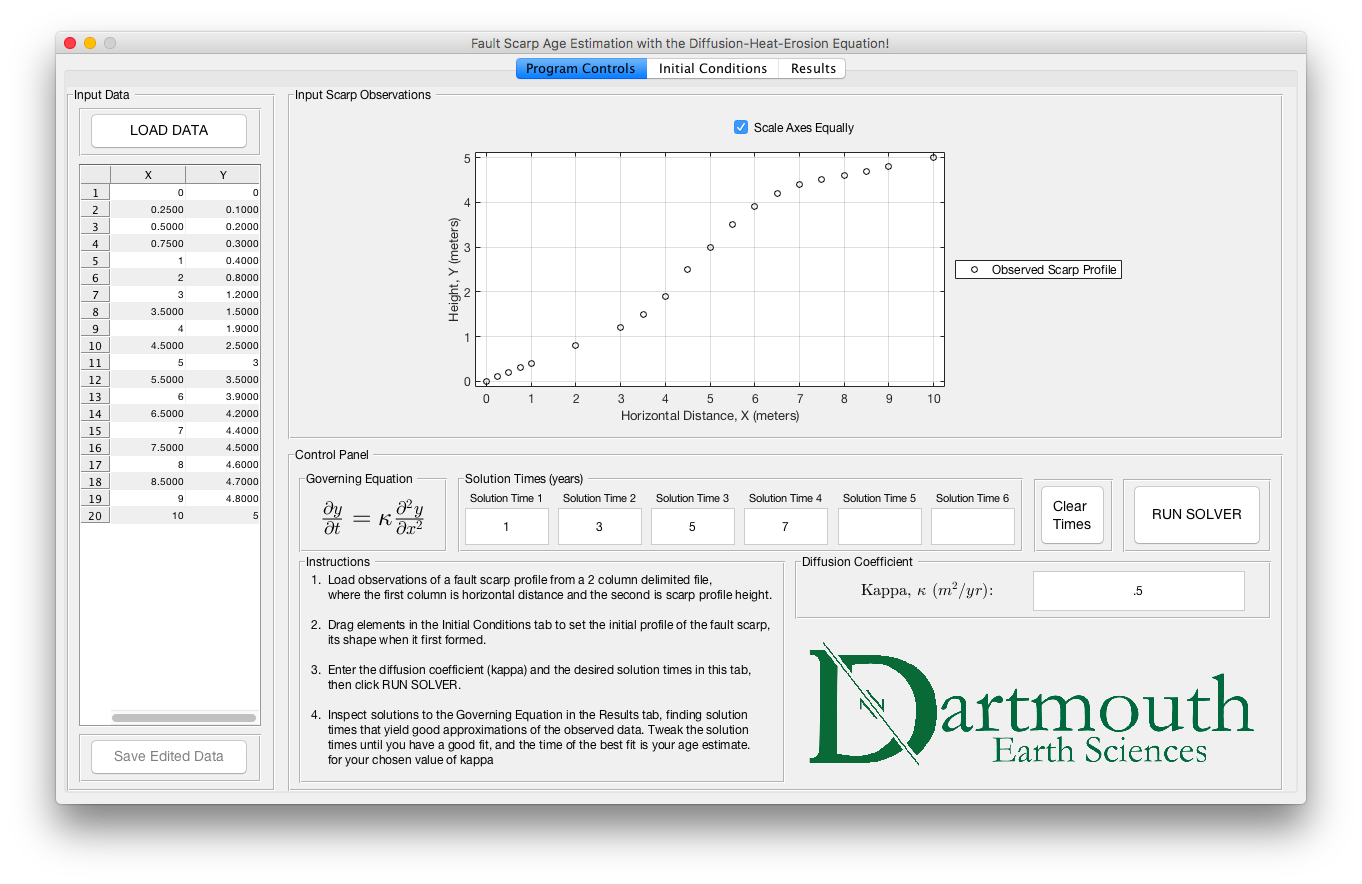 Fault Scarp Age Estimation with the Diffusion-Heat-Erosion Equation!
Program Controls Initial Conditions Results
Input Data
LOAD DATA
X Y
1 0 0
2 0.2500 0.1000
3 0.5000 0.2000
4 0.7500 0.3000
5 1 0.4000
6 2 0.8000
7 3 1.2000
8 3.5000 1.5000
9 4 1.9000
10 4.5000 2.5000
11 5 3
12 5.5000 3.5000
13 6 3.9000
14 6.5000 4.2000
15 7 4.4000
16 7.5000 4.5000
17 8 4.6000
18 8.5000 4.7000
19 9 4.8000
20 10 5
Save Edited Data
Input Scarp Observations
Scale Axes Equally
Height, Y (meters)
5
4
3
2
1
0
0 1 2 3 4 5 6 7 8 9 10
Horizontal Distance, X (meters)
Observed Scarp Profile
Control Panel
Governing Equation
∂y/∂t = κ ∂²y/∂x²
Solution Times (years)
Solution Time 1 Solution Time 2 Solution Time 3 Solution Time 4 Solution Time 5 Solution Time 6
1 3 5 7
Clear
Times
RUN SOLVER
Instructions
1. Load observations of a fault scarp profile from a 2 column delimited file,
where the first column is horizontal distance and the second is scarp profile height.
2. Drag elements in the Initial Conditions tab to set the initial profile of the fault scarp,
its shape when it first formed.
3. Enter the diffusion coefficient (kappa) and the desired solution times in this tab,
then click RUN SOLVER.
4. Inspect solutions to the Governing Equation in the Results tab, finding solution
times that yield good approximations of the observed data. Tweak the solution
times until you have a good fit, and the time of the best fit is your age estimate.
for your chosen value of kappa
Diffusion Coefficient
Kappa, κ (m²/yr): .5
Dartmouth
Earth Sciences